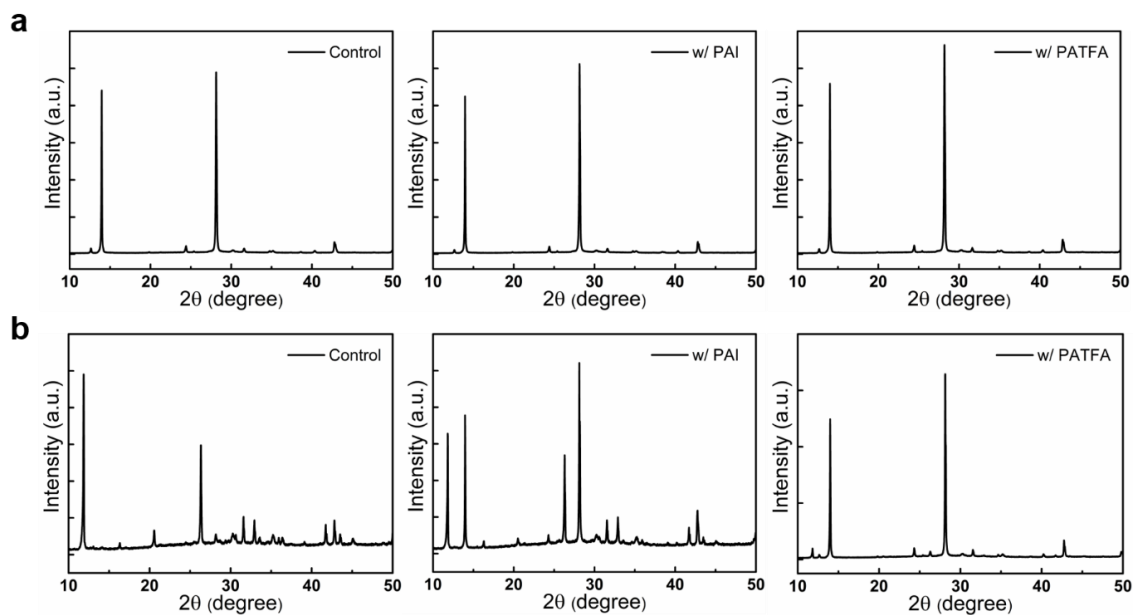 a
Control
Intensity (a.u.)
10 20 30 40 50
2θ (degree)
w/ PAI
Intensity (a.u.)
10 20 30 40 50
2θ (degree)
w/ PATFA
Intensity (a.u.)
10 20 30 40 50
2θ (degree)
b
Control
Intensity (a.u.)
10 20 30 40 50
2θ (degree)
w/ PAI
Intensity (a.u.)
10 20 30 40 50
2θ (degree)
w/ PATFA
Intensity (a.u.)
10 20 30 40 50
2θ (degree)